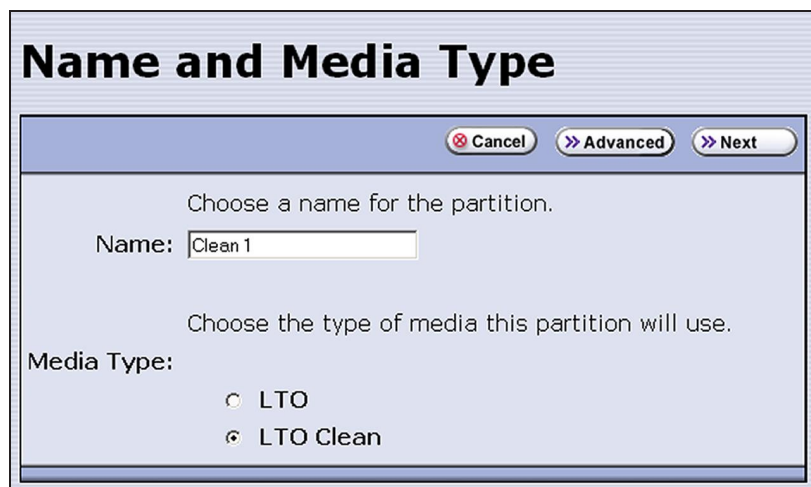 Name and Media Type
Cancel Advanced Next
Choose a name for the partition.
Name: Clean 1
Choose the type of media this partition will use.
Media Type:
LTO
LTO Clean